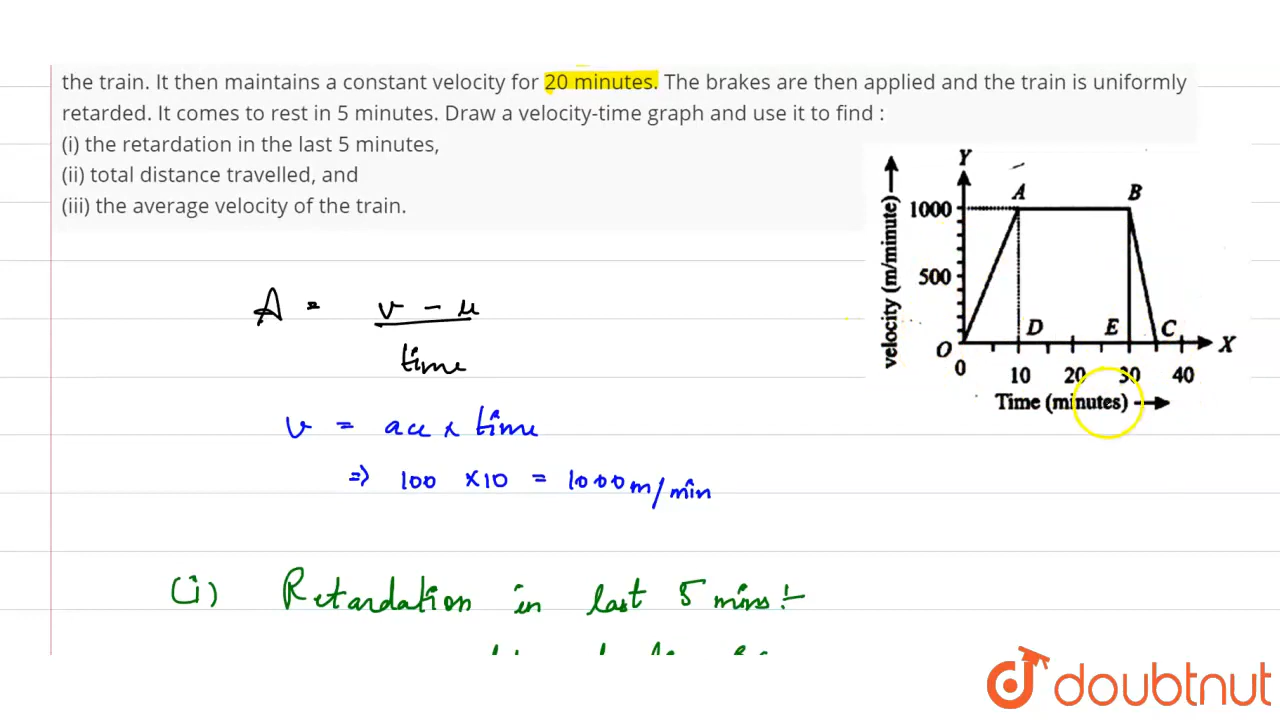 the train. It then maintains a constant velocity for 20 minutes. The brakes are then applied and the train is uniformly
retarded. It comes to rest in 5 minutes. Draw a velocity-time graph and use it to find :
(i) the retardation in the last 5 minutes,
(ii) total distance travelled, and
(iii) the average velocity of the train.
Y
A B
velocity (m/minute)
1000
500
D E C
O X
0 10 20 30 40
Time (minutes)
A = v - u
time
v = acc x time
=> 100 x 10 = 1000 m/min
(i) Retardation in last 5 mins :-
doubtnut